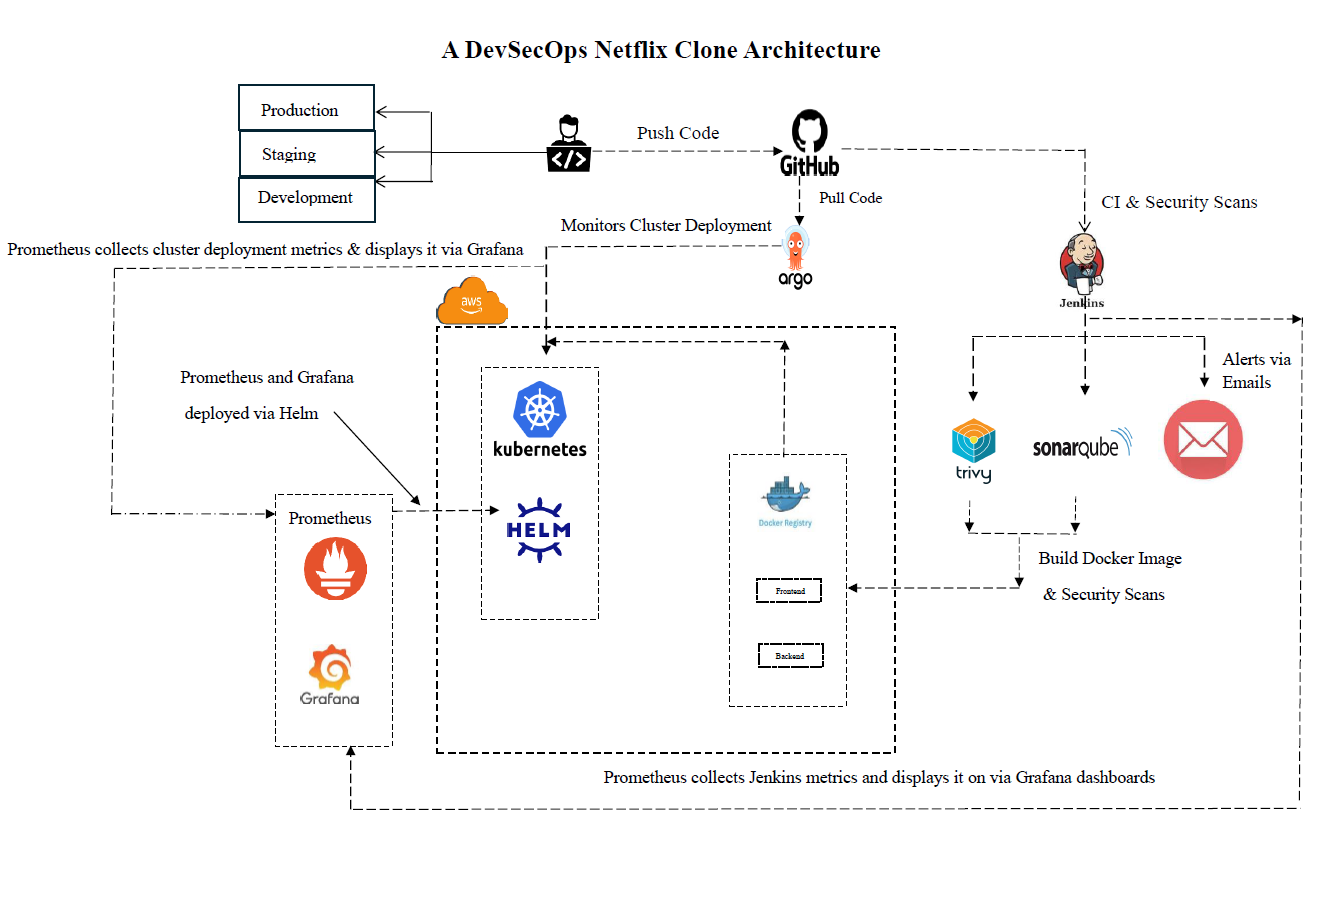 A DevSecOps Netflix Clone Architecture
Production
Staging
Development
Push Code
GitHub
Pull Code
CI & Security Scans
Monitors Cluster Deployment
Prometheus collects cluster deployment metrics & displays it via Grafana
argo
Jenkins
aws
Alerts via
Emails
Prometheus and Grafana
deployed via Helm
kubernetes
trivy
sonarqube
Prometheus
HELM
Docker Registry
Build Docker Image
& Security Scans
Frontend
Backend
Grafana
Prometheus collects Jenkins metrics and displays it on via Grafana dashboards